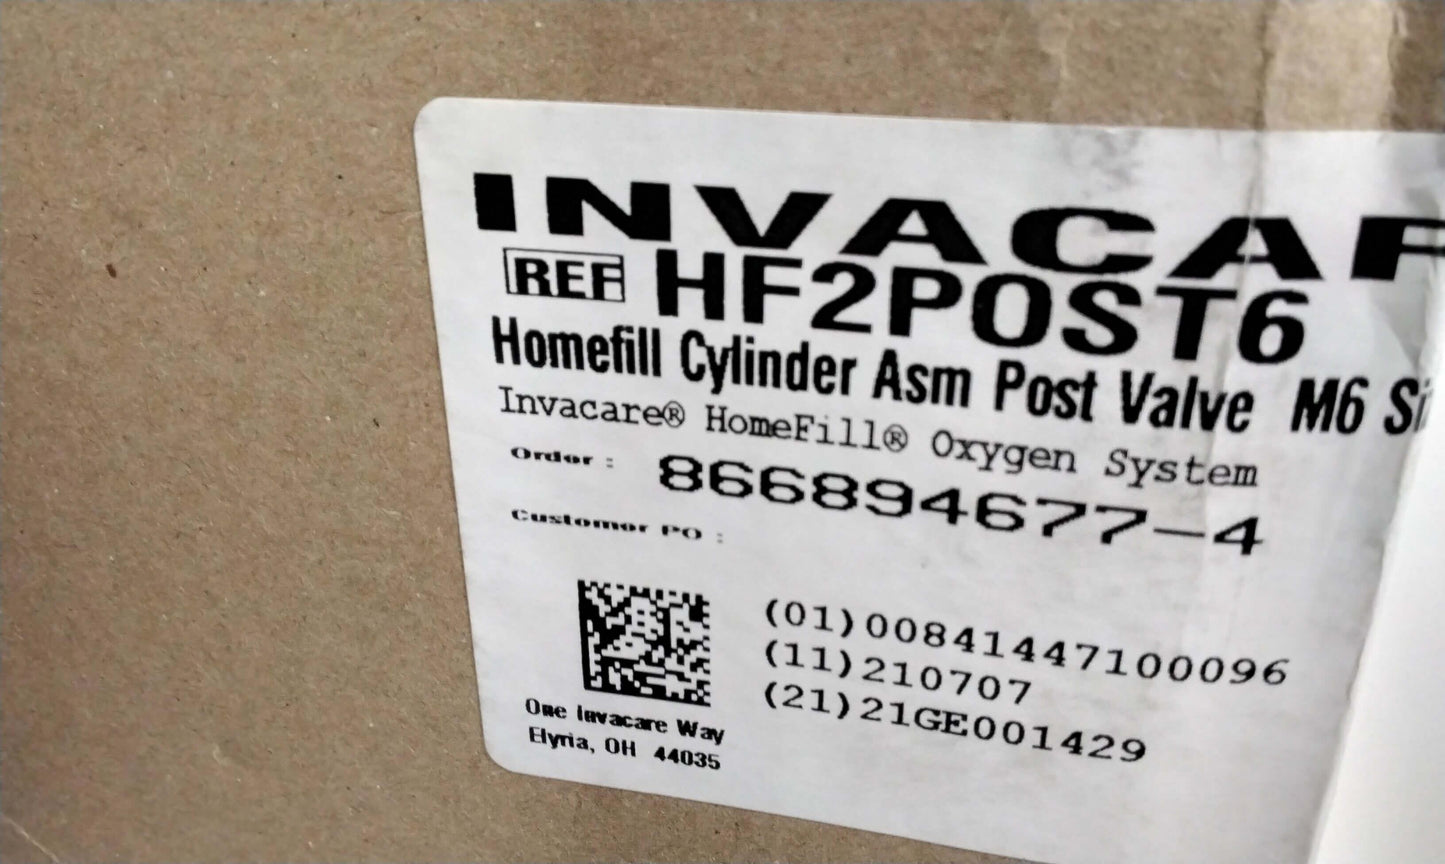 INVACAR
REF HF2POST6
Homefill Cylinder Asm Post Valve M6 Si
Invacare® HomeFill® Oxygen System
Order : 866894677-4
Customer PO :
(01)00841447100096
(11)210707
(21)21GE001429
One Invacare Way
Elyria, OH 44035